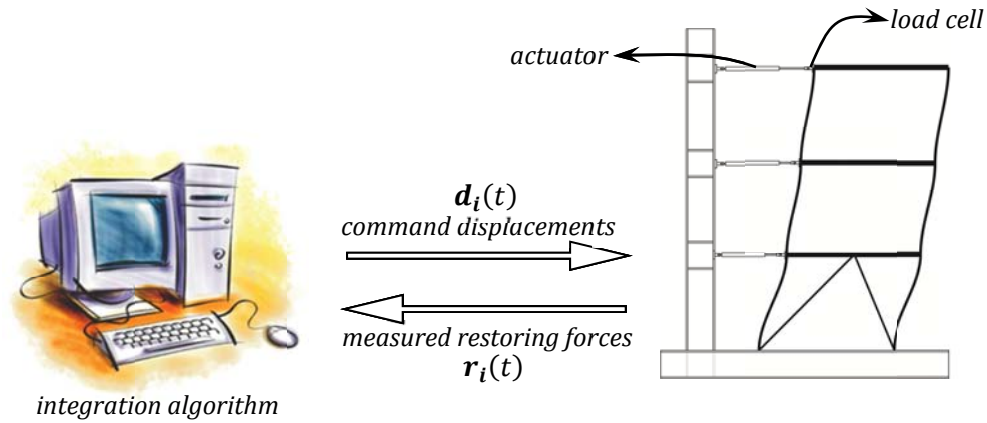 load cell
actuator
d_i(t)
command displacements
measured restoring forces
r_i(t)
integration algorithm